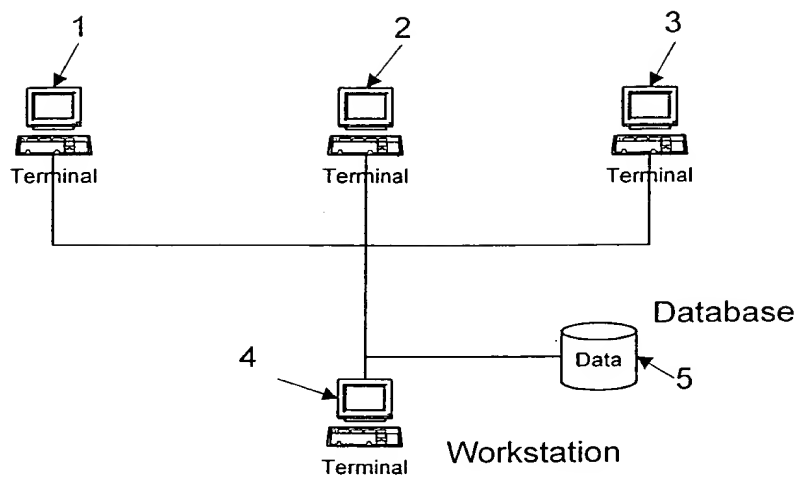 1 2 3
Terminal Terminal Terminal
Database
Data
5
4
Workstation
Terminal